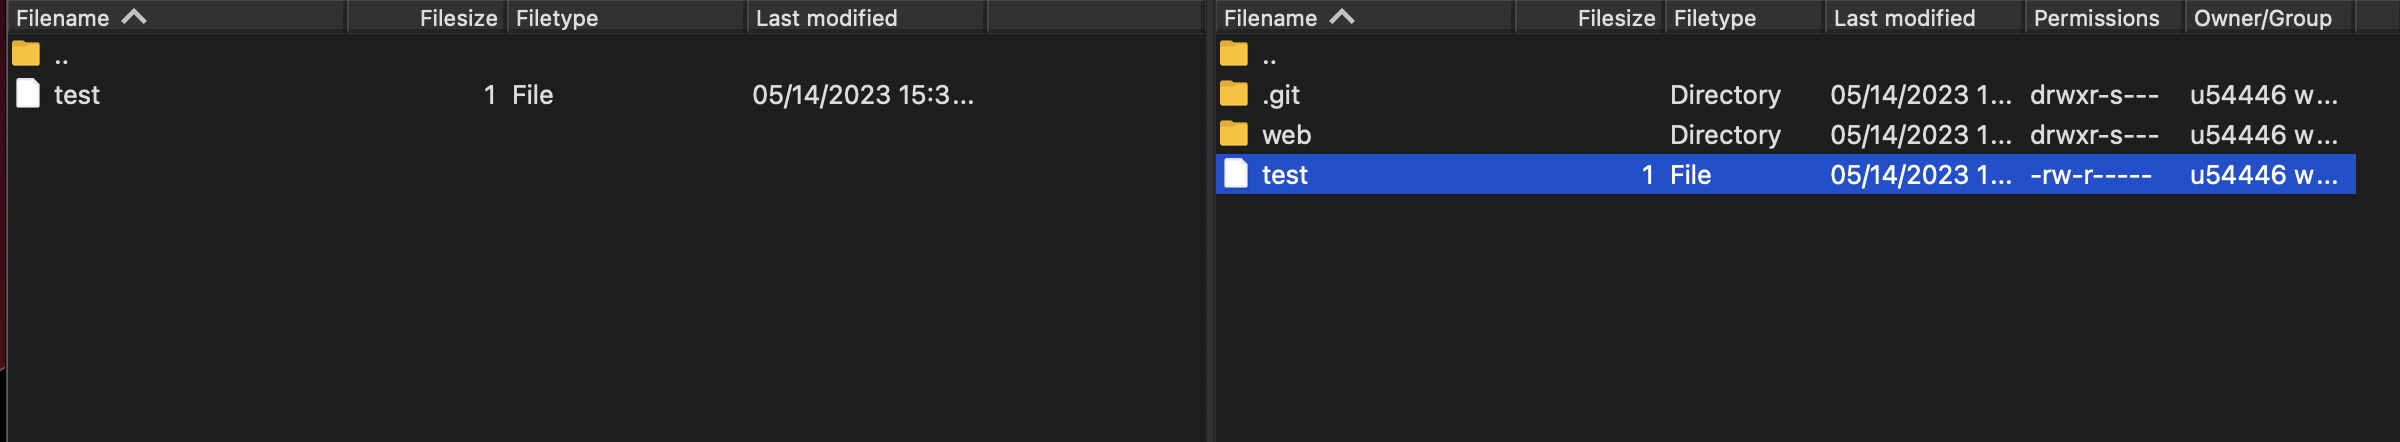 Filename Filesize Filetype Last modified
..
test 1 File 05/14/2023 15:3...
Filename Filesize Filetype Last modified Permissions Owner/Group
..
.git Directory 05/14/2023 1... drwxr-s--- u54446 w...
web Directory 05/14/2023 1... drwxr-s--- u54446 w...
test 1 File 05/14/2023 1... -rw-r----- u54446 w...